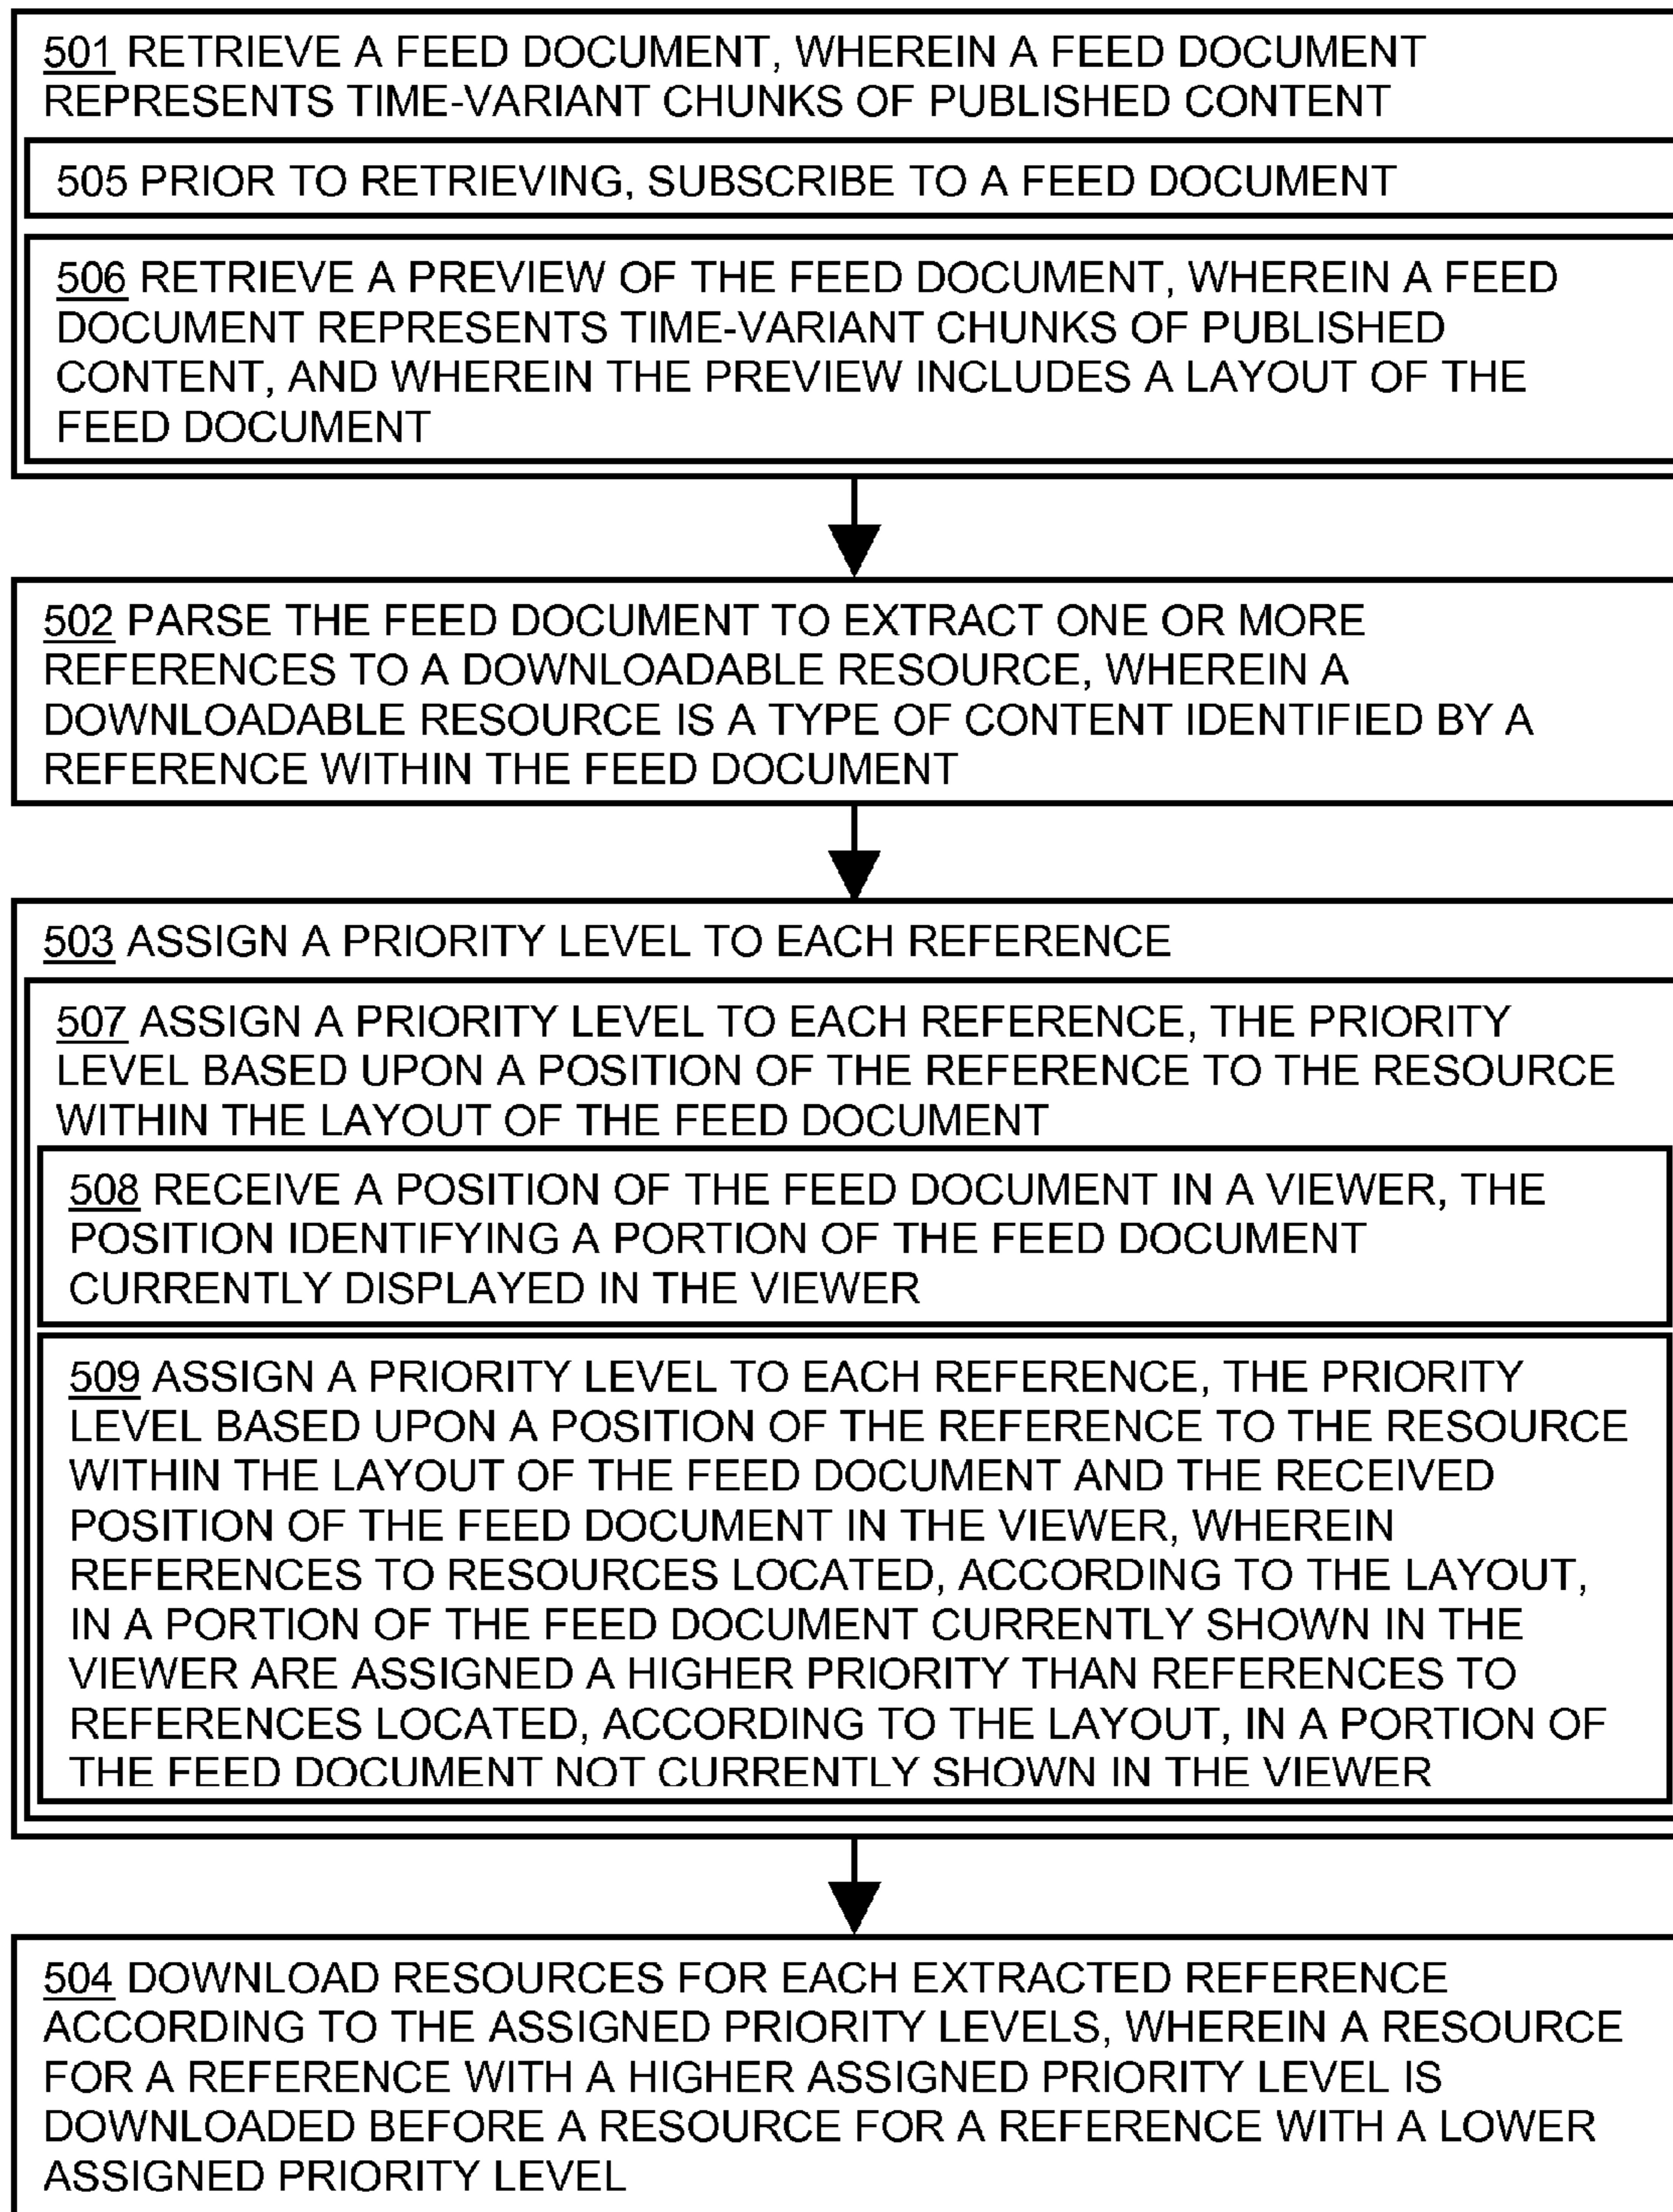 501 RETRIEVE A FEED DOCUMENT, WHEREIN A FEED DOCUMENT
REPRESENTS TIME-VARIANT CHUNKS OF PUBLISHED CONTENT
505 PRIOR TO RETRIEVING, SUBSCRIBE TO A FEED DOCUMENT
506 RETRIEVE A PREVIEW OF THE FEED DOCUMENT, WHEREIN A FEED
DOCUMENT REPRESENTS TIME-VARIANT CHUNKS OF PUBLISHED
CONTENT, AND WHEREIN THE PREVIEW INCLUDES A LAYOUT OF THE
FEED DOCUMENT
502 PARSE THE FEED DOCUMENT TO EXTRACT ONE OR MORE
REFERENCES TO A DOWNLOADABLE RESOURCE, WHEREIN A
DOWNLOADABLE RESOURCE IS A TYPE OF CONTENT IDENTIFIED BY A
REFERENCE WITHIN THE FEED DOCUMENT
503 ASSIGN A PRIORITY LEVEL TO EACH REFERENCE
507 ASSIGN A PRIORITY LEVEL TO EACH REFERENCE, THE PRIORITY
LEVEL BASED UPON A POSITION OF THE REFERENCE TO THE RESOURCE
WITHIN THE LAYOUT OF THE FEED DOCUMENT
508 RECEIVE A POSITION OF THE FEED DOCUMENT IN A VIEWER, THE
POSITION IDENTIFYING A PORTION OF THE FEED DOCUMENT
CURRENTLY DISPLAYED IN THE VIEWER
509 ASSIGN A PRIORITY LEVEL TO EACH REFERENCE, THE PRIORITY
LEVEL BASED UPON A POSITION OF THE REFERENCE TO THE RESOURCE
WITHIN THE LAYOUT OF THE FEED DOCUMENT AND THE RECEIVED
POSITION OF THE FEED DOCUMENT IN THE VIEWER, WHEREIN
REFERENCES TO RESOURCES LOCATED, ACCORDING TO THE LAYOUT,
IN A PORTION OF THE FEED DOCUMENT CURRENTLY SHOWN IN THE
VIEWER ARE ASSIGNED A HIGHER PRIORITY THAN REFERENCES TO
REFERENCES LOCATED, ACCORDING TO THE LAYOUT, IN A PORTION OF
THE FEED DOCUMENT NOT CURRENTLY SHOWN IN THE VIEWER
504 DOWNLOAD RESOURCES FOR EACH EXTRACTED REFERENCE
ACCORDING TO THE ASSIGNED PRIORITY LEVELS, WHEREIN A RESOURCE
FOR A REFERENCE WITH A HIGHER ASSIGNED PRIORITY LEVEL IS
DOWNLOADED BEFORE A RESOURCE FOR A REFERENCE WITH A LOWER
ASSIGNED PRIORITY LEVEL